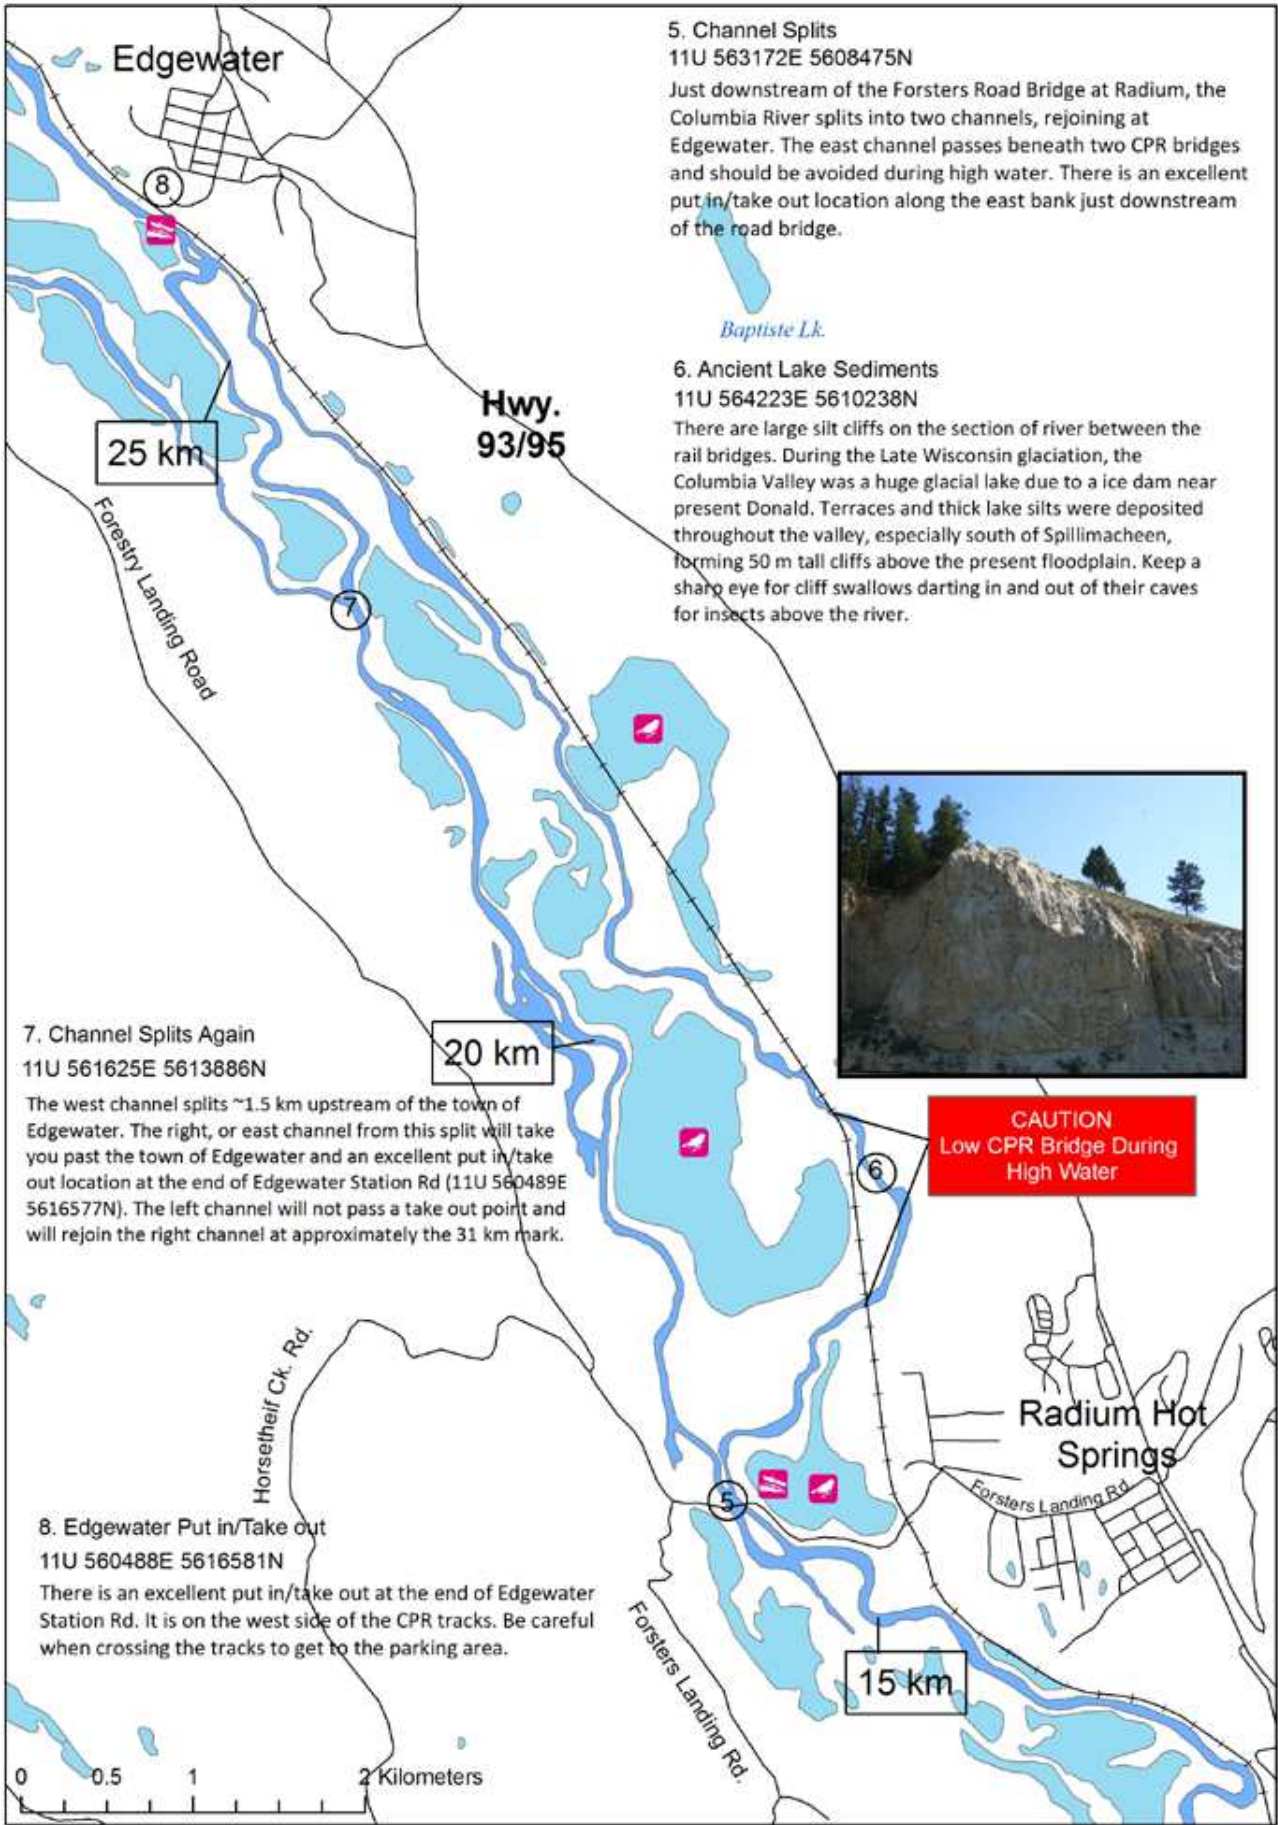 Edgewater
5. Channel Splits
11U 563172E 5608475N
Just downstream of the Forsters Road Bridge at Radium, the
Columbia River splits into two channels, rejoining at
Edgewater. The east channel passes beneath two CPR bridges
and should be avoided during high water. There is an excellent
put in/take out location along the east bank just downstream
of the road bridge.
8
Baptiste Lk.
6. Ancient Lake Sediments
11U 564223E 5610238N
There are large silt cliffs on the section of river between the
rail bridges. During the Late Wisconsin glaciation, the
Columbia Valley was a huge glacial lake due to a ice dam near
present Donald. Terraces and thick lake silts were deposited
throughout the valley, especially south of Spillimacheen,
forming 50 m tall cliffs above the present floodplain. Keep a
sharp eye for cliff swallows darting in and out of their caves
for insects above the river.
Hwy.
93/95
25 km
Forestry Landing Road
7
7. Channel Splits Again
11U 561625E 5613886N
The west channel splits ~1.5 km upstream of the town of
Edgewater. The right, or east channel from this split will take
you past the town of Edgewater and an excellent put in/take
out location at the end of Edgewater Station Rd (11U 560489E
5616577N). The left channel will not pass a take out point and
will rejoin the right channel at approximately the 31 km mark.
20 km
CAUTION
Low CPR Bridge During
High Water
6
Horsetheif Ck. Rd.
Radium Hot
Springs
Forsters Landing Rd
5
8. Edgewater Put in/Take out
11U 560488E 5616581N
There is an excellent put in/take out at the end of Edgewater
Station Rd. It is on the west side of the CPR tracks. Be careful
when crossing the tracks to get to the parking area.
Forsters Landing Rd.
15 km
0 0.5 1 2 Kilometers